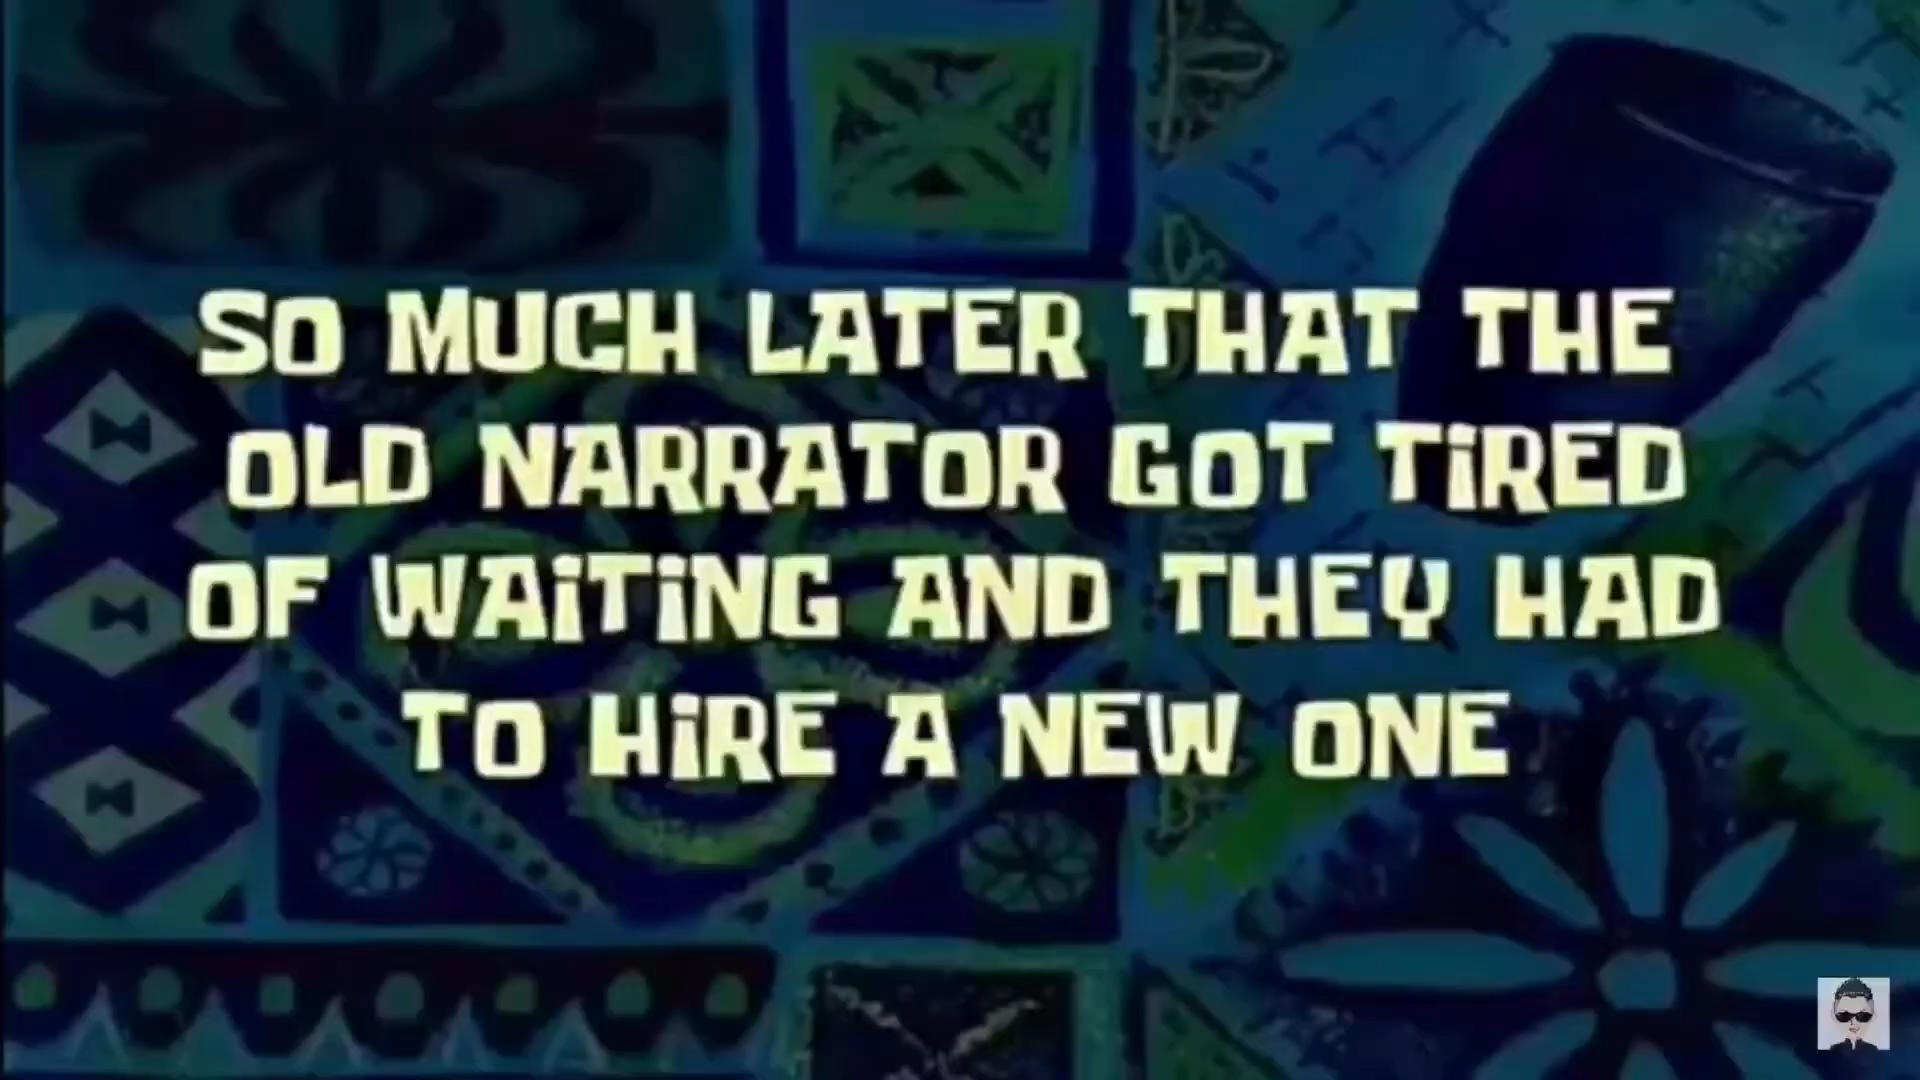 SO MUCH LATER THAT THE
OLD NARRATOR GOT TiRED
OF WAiTiNG AND THEY HAD
TO HiRE A NEW ONE